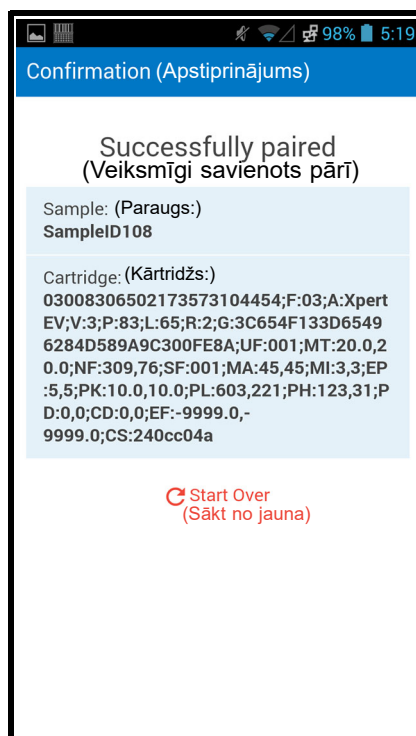 98% 5:19
Confirmation (Apstiprinājums)
Successfully paired
(Veiksmīgi savienots pārī)
Sample: (Paraugs:)
SampleID108
Cartridge: (Kārtridžs:)
03008306502173573104454;F:03;A:Xpert
EV;V:3;P:83;L:65;R:2;G:3C654F133D6549
6284D589A9C300FE8A;UF:001;MT:20.0,2
0.0;NF:309,76;SF:001;MA:45,45;MI:3,3;EP
:5,5;PK:10.0,10.0;PL:603,221;PH:123,31;P
D:0,0;CD:0,0;EF:-9999.0,-
9999.0;CS:240cc04a
Start Over
(Sākt no jauna)